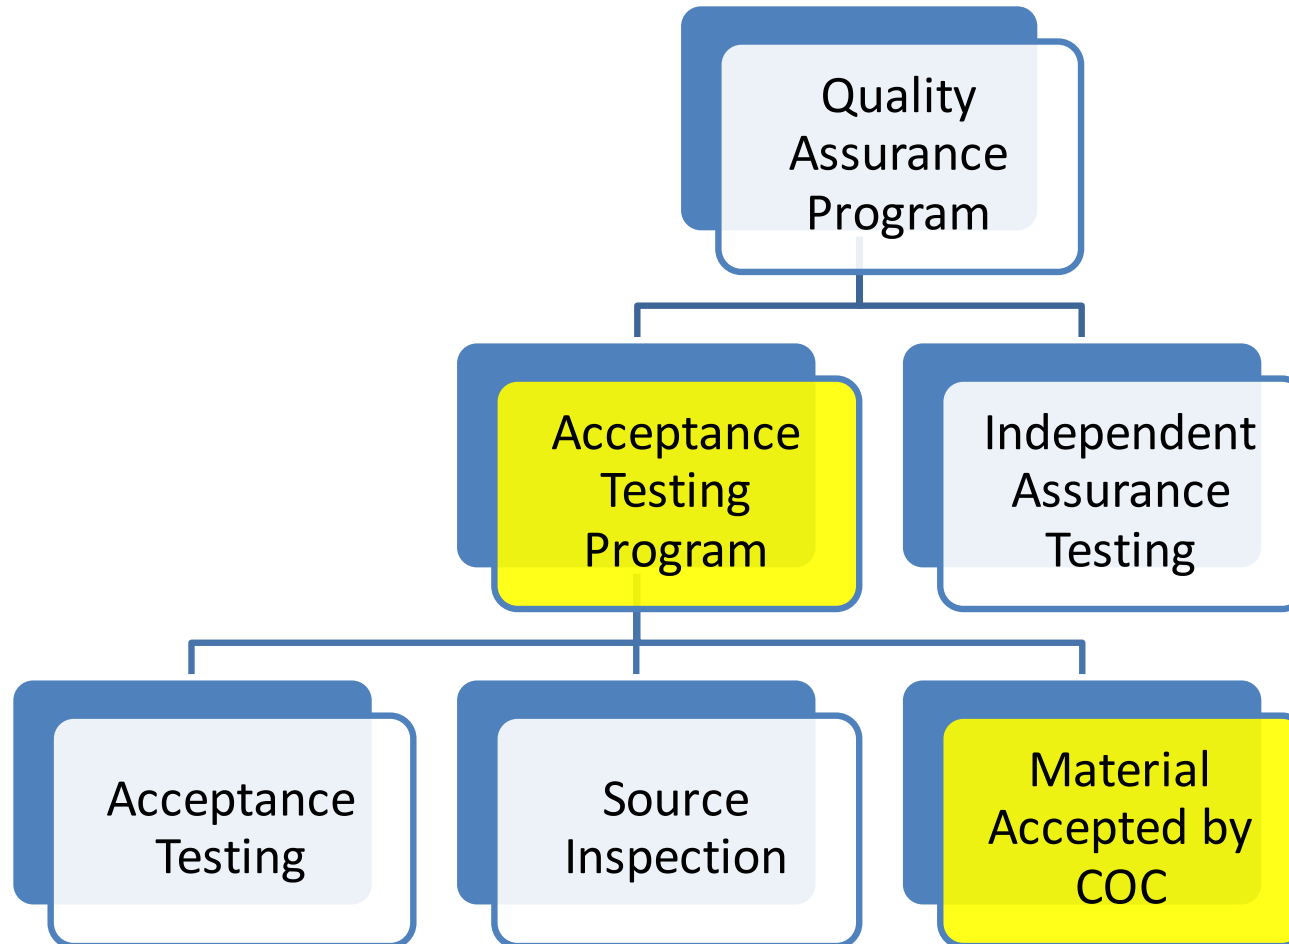 Quality
Assurance
Program
Acceptance
Testing
Program
Independent
Assurance
Testing
Acceptance
Testing
Source
Inspection
Material
Accepted by
COC